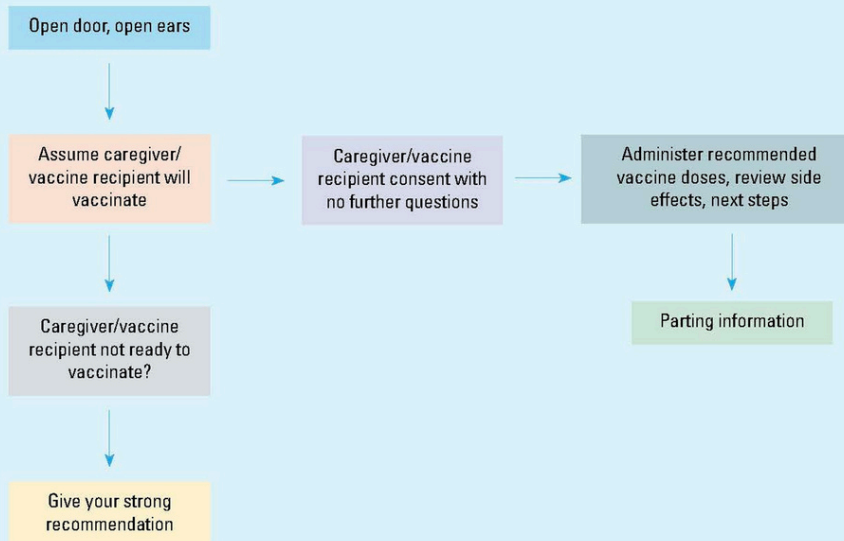 Open door, open ears
Assume caregiver/
vaccine recipient will
vaccinate
Caregiver/vaccine
recipient consent with
no further questions
Administer recommended
vaccine doses, review side
effects, next steps
Caregiver/vaccine
recipient not ready to
vaccinate?
Parting information
Give your strong
recommendation